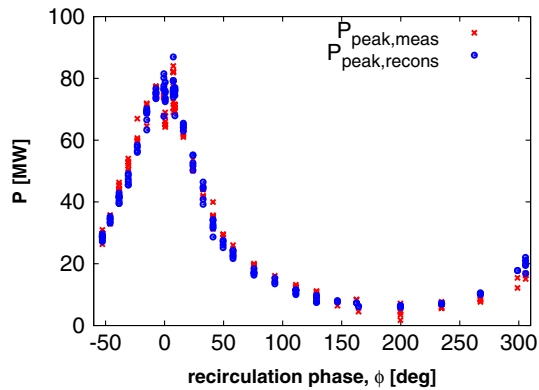 P_peak,meas
P_peak,recons
100
80
60
40
20
0
P [MW]
-50 0 50 100 150 200 250 300
recirculation phase, ϕ [deg]